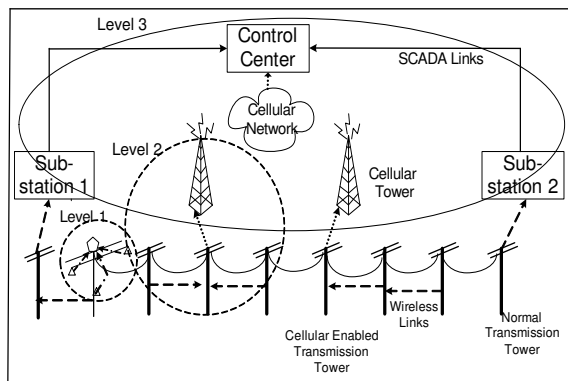 Level 3
Control
Center
SCADA Links
Cellular
Network
Level 2
Sub-
station 1
Cellular
Tower
Sub-
station 2
Level 1
Wireless
Links
Cellular Enabled
Transmission
Tower
Normal
Transmission
Tower